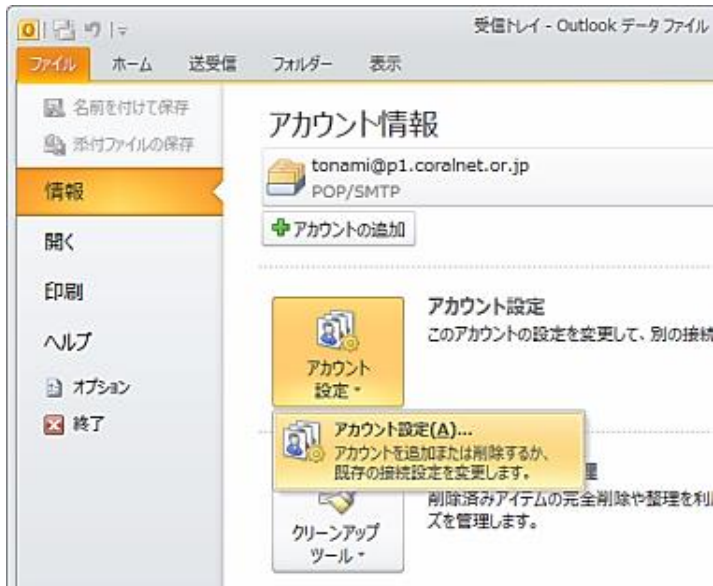 受信トレイ - Outlook データ ファイル
ファイル ホーム 送受信 フォルダー 表示
名前を付けて保存
添付ファイルの保存
情報
開く
印刷
ヘルプ
オプション
終了
アカウント情報
tonami@p1.coralnet.or.jp
POP/SMTP
アカウントの追加
アカウント
設定
アカウント設定
このアカウントの設定を変更して、別の接続
アカウント設定(A)...
アカウントを追加または削除するか、
既存の接続設定を変更します。
理
削除済みアイテムの完全削除や整理を利
ズを管理します。
クリーンアップ
ツール